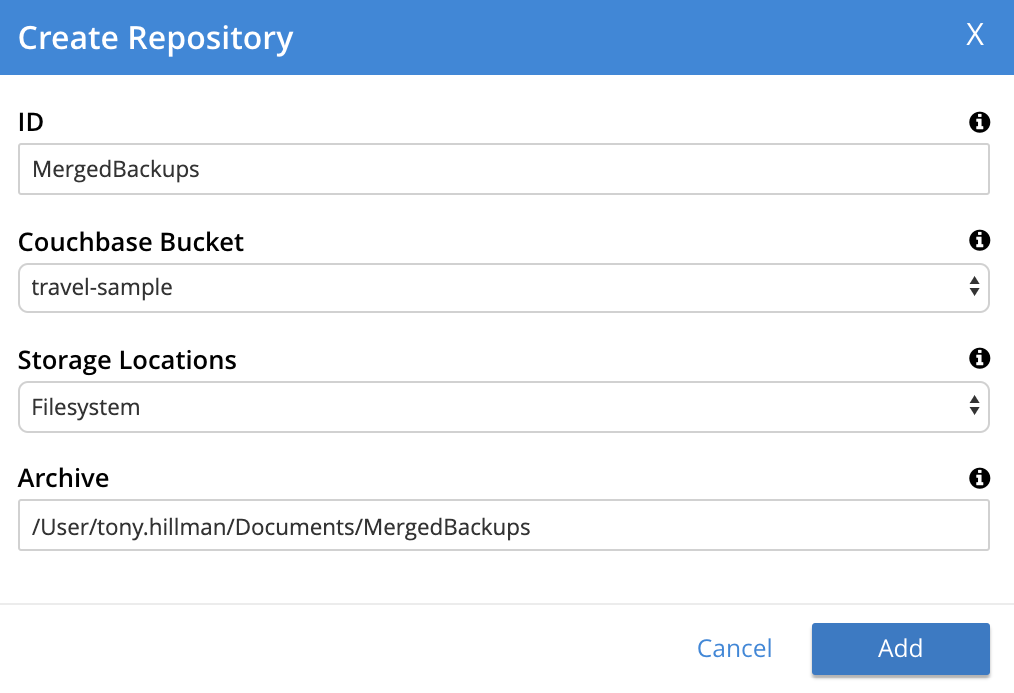 Create Repository X
ID
MergedBackups
Couchbase Bucket
travel-sample
Storage Locations
Filesystem
Archive
/User/tony.hillman/Documents/MergedBackups
Cancel Add